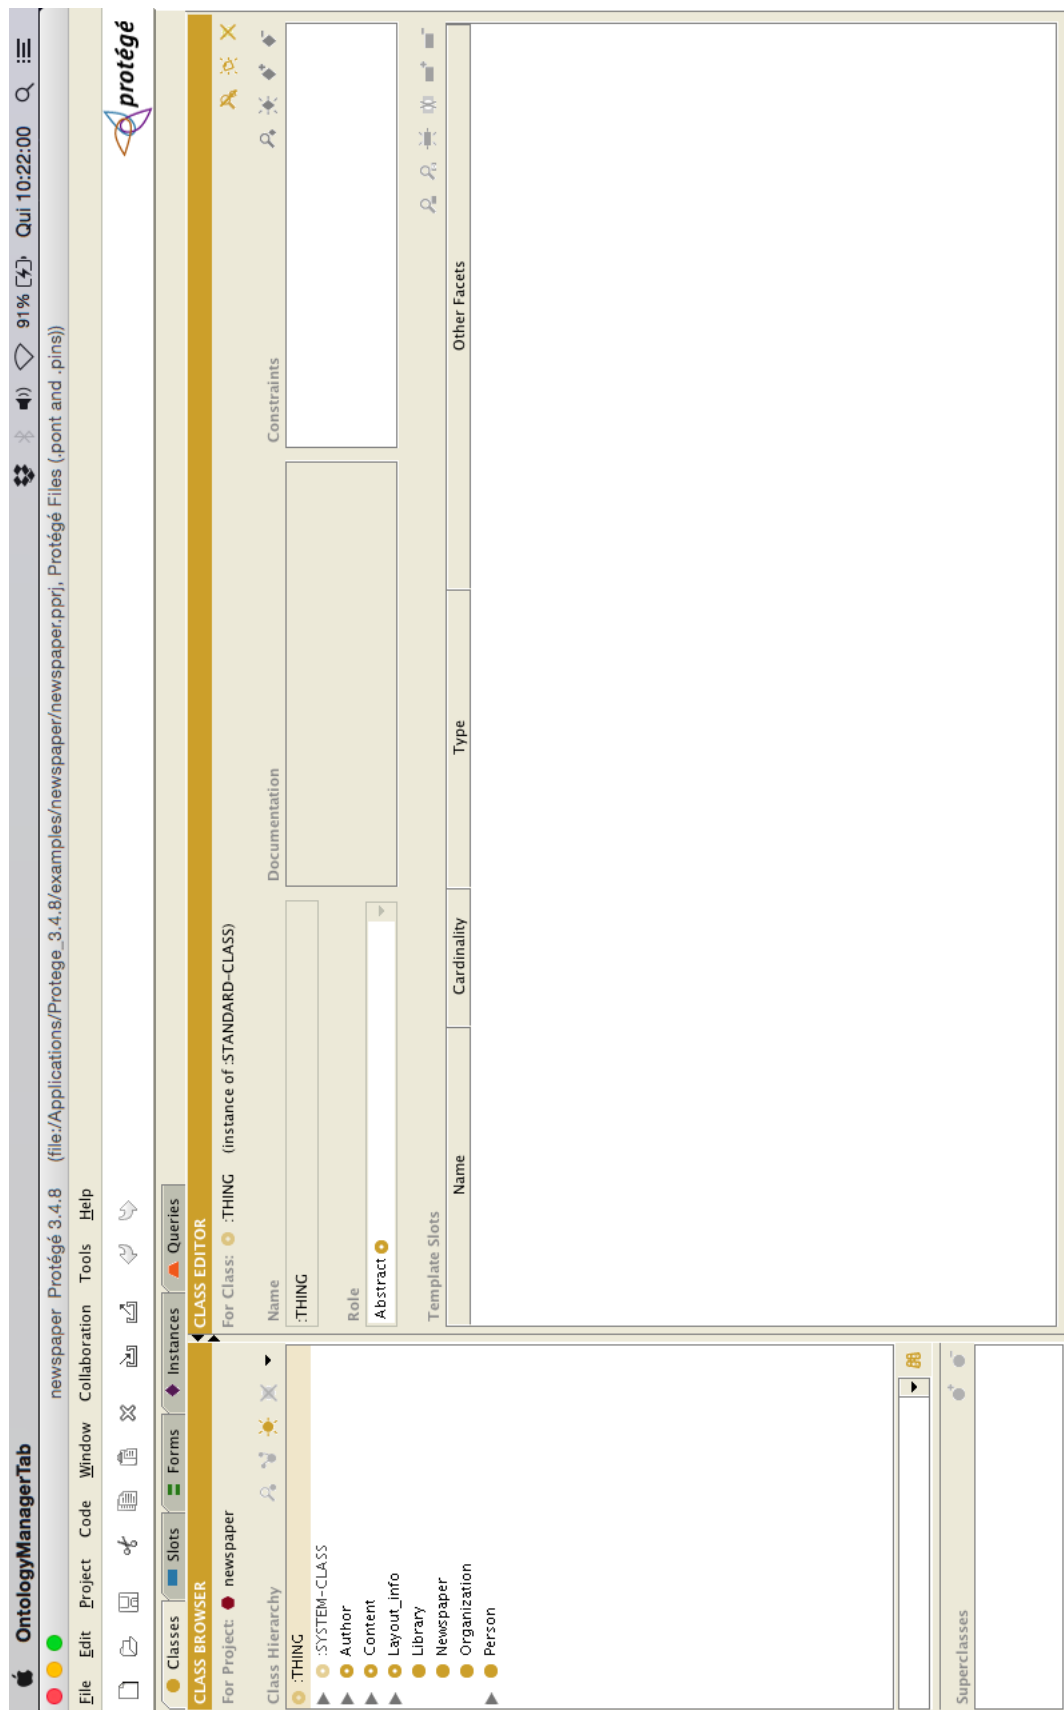 OntologyManagerTab 91% Qui 10:22:00
newspaper Protégé 3.4.8 (file:/Applications/Protege_3.4.8/examples/newspaper/newspaper.pprj, Protégé Files (.pont and .pins))
File Edit Project Code Window Collaboration Tools Help
protégé
Classes Slots Forms Instances Queries
CLASS BROWSER
For Project: newspaper
Class Hierarchy
:THING
:SYSTEM-CLASS
Author
Content
Layout_info
Library
Newspaper
Organization
Person
Superclasses
CLASS EDITOR
For Class: :THING (instance of :STANDARD-CLASS)
Name Documentation Constraints
:THING
Role
Abstract
Template Slots
Name Cardinality Type Other Facets